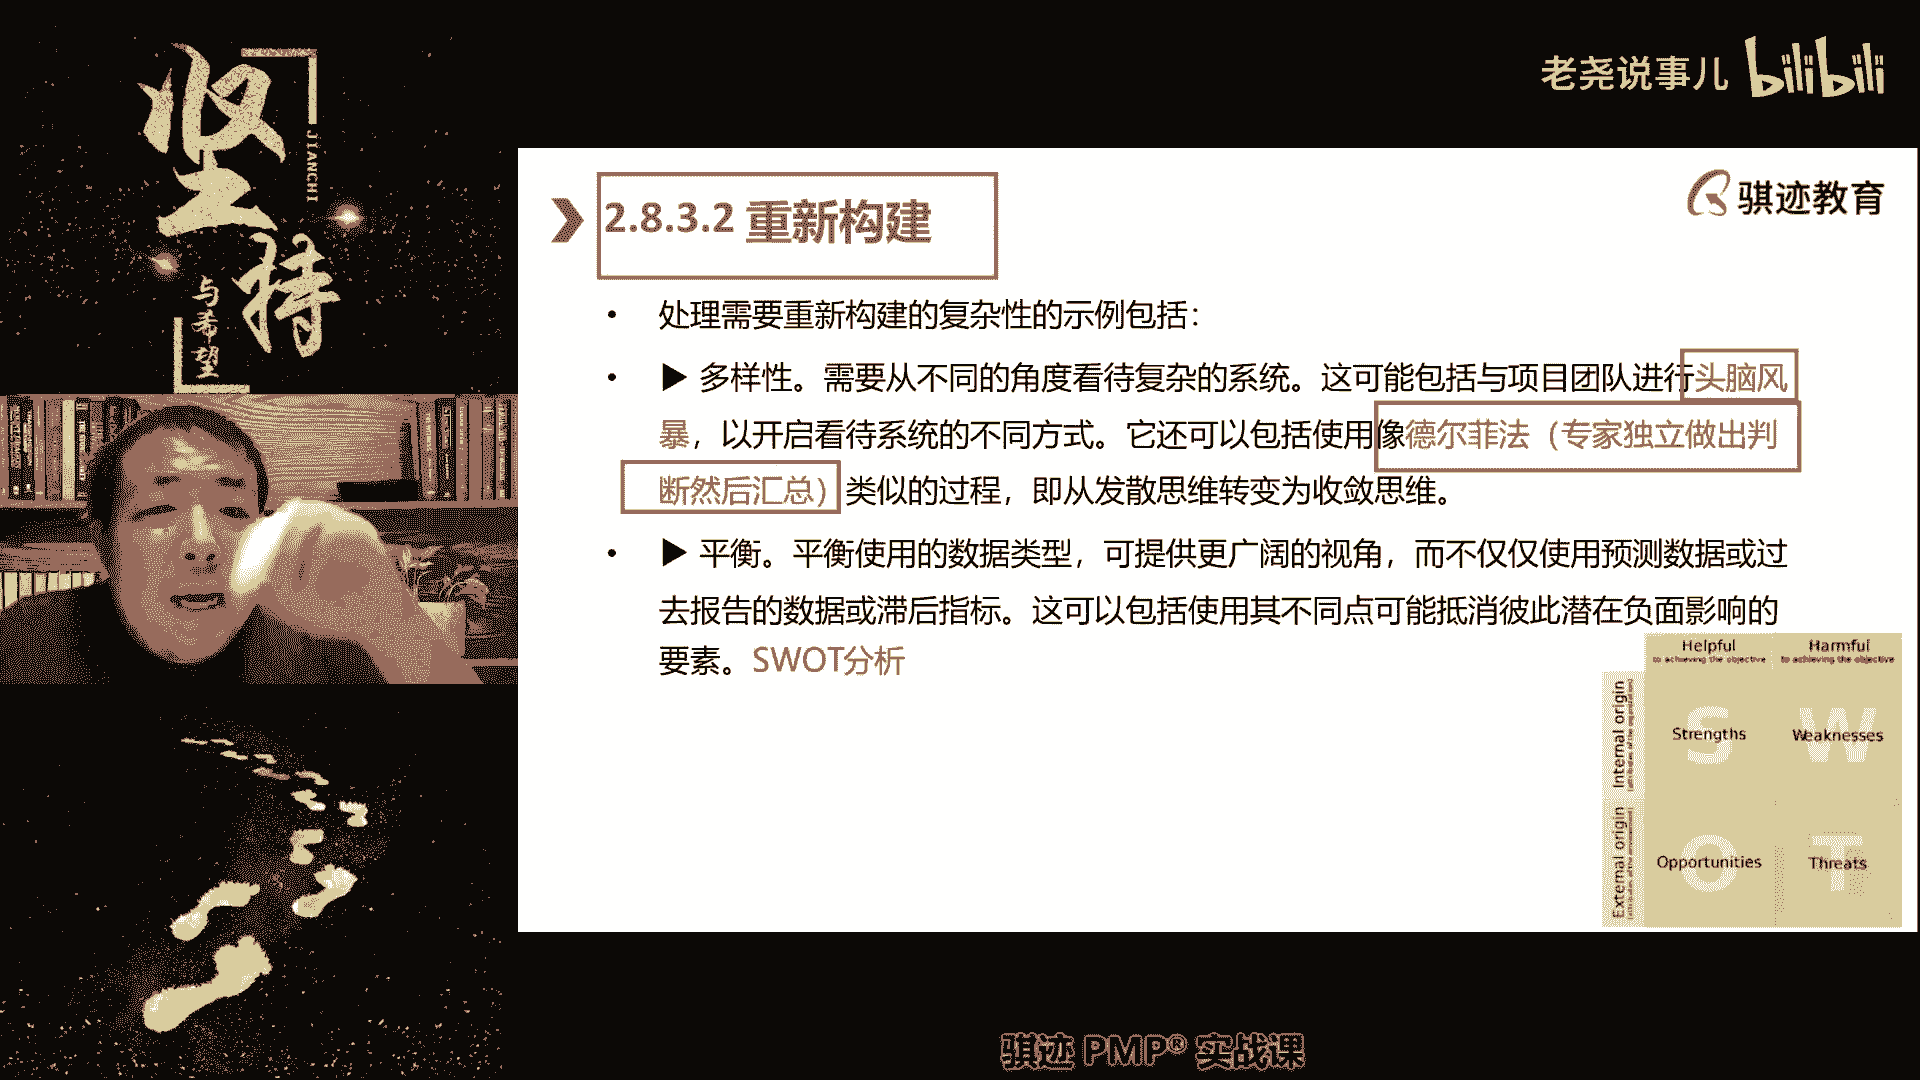 坚持
JIANCHI
与希望
老尧说事儿 bilibili
骐迹教育
2.8.3.2 重新构建
• 处理需要重新构建的复杂性的示例包括：
• ▶ 多样性。需要从不同的角度看待复杂的系统。这可能包括与项目团队进行头脑风
暴，以开启看待系统的不同方式。它还可以包括使用像德尔菲法（专家独立做出判
断然后汇总）类似的过程，即从发散思维转变为收敛思维。
• ▶ 平衡。平衡使用的数据类型，可提供更广阔的视角，而不仅仅使用预测数据或过
去报告的数据或滞后指标。这可以包括使用其不同点可能抵消彼此潜在负面影响的
要素。SWOT分析
Helpful
to achieving the objective
Harmful
to achieving the objective
Internal origin
S
Strengths
W
Weaknesses
External origin
O
Opportunities
T
Threats
骐迹 PMP® 实战课